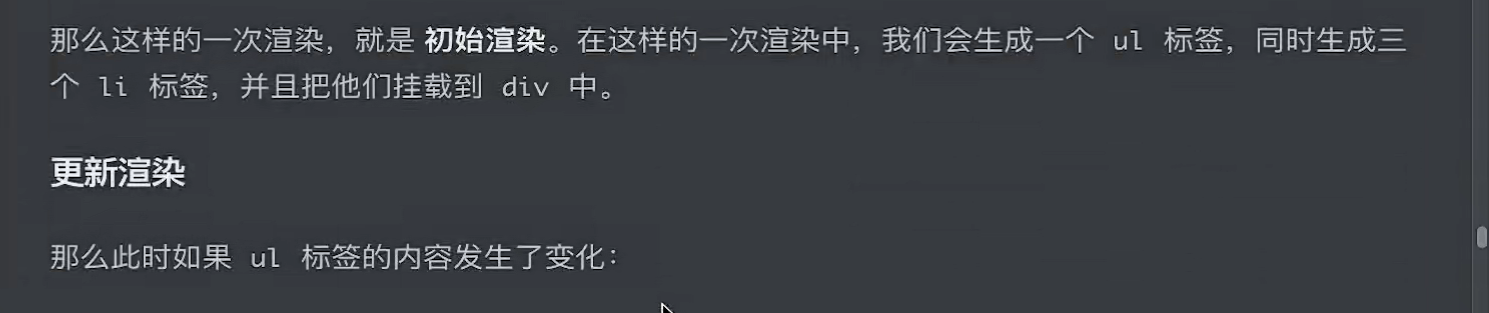 那么这样的一次渲染，就是 初始渲染。在这样的一次渲染中，我们会生成一个 ul 标签，同时生成三
个 li 标签，并且把他们挂载到 div 中。
更新渲染
那么此时如果 ul 标签的内容发生了变化：